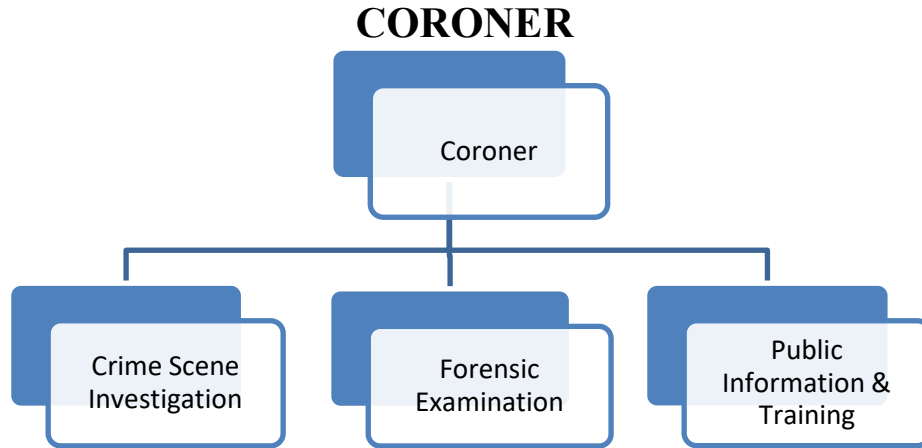 CORONER
Coroner
Crime Scene
Investigation
Forensic
Examination
Public
Information &
Training